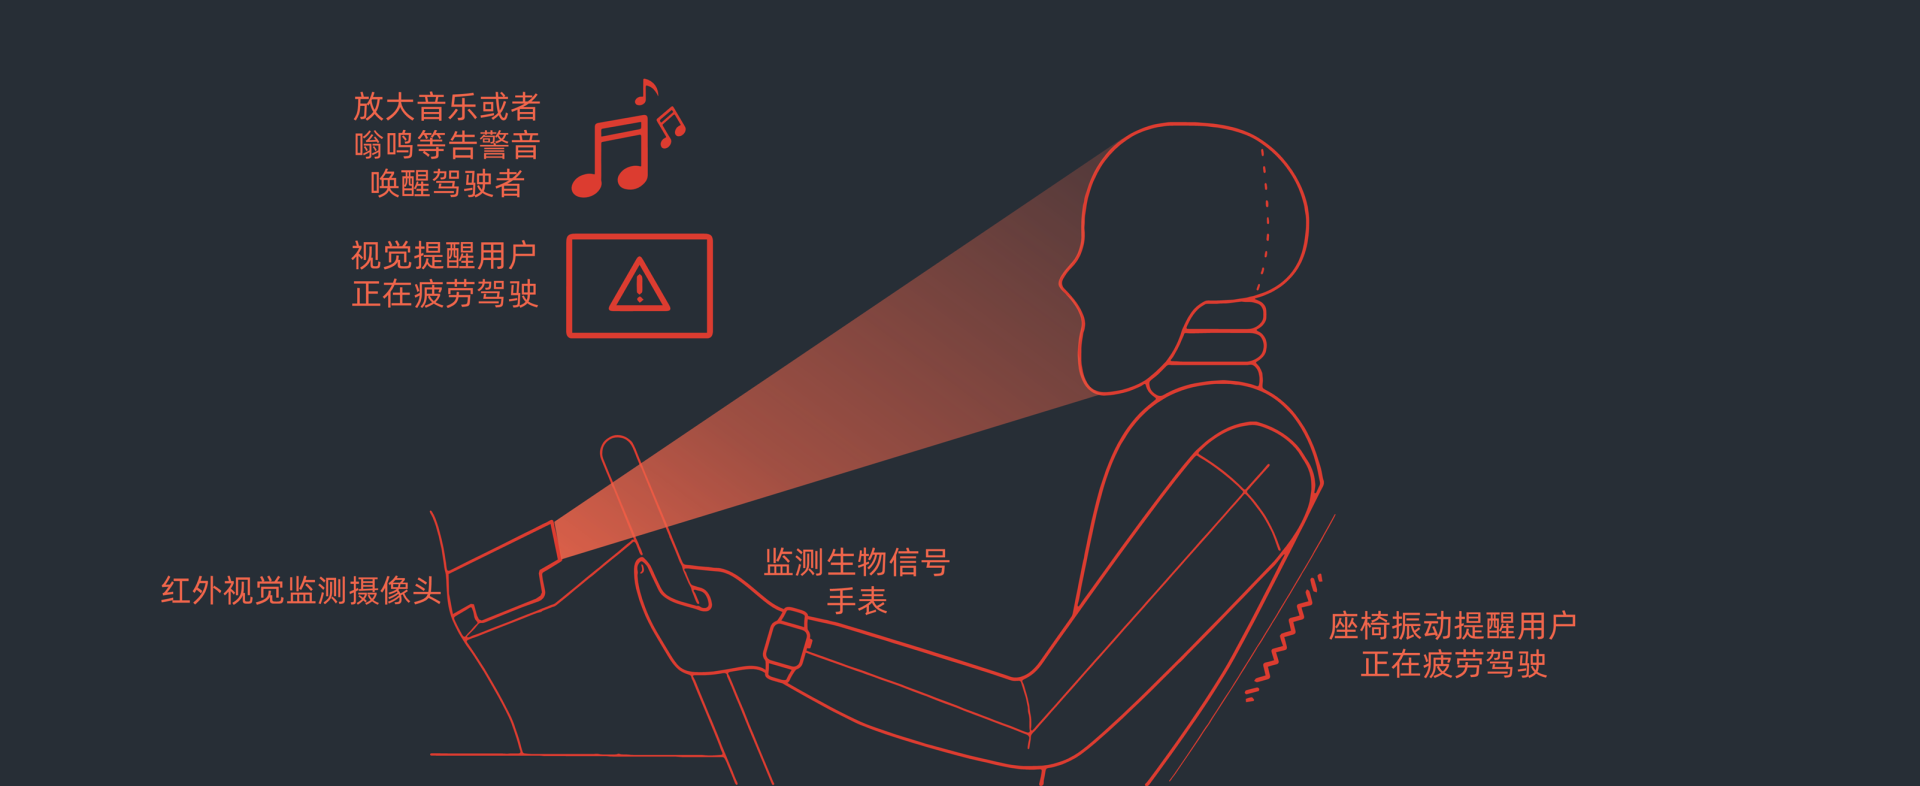 放大音乐或者
嗡鸣等告警音
唤醒驾驶者
视觉提醒用户
正在疲劳驾驶
红外视觉监测摄像头
监测生物信号
手表
座椅振动提醒用户
正在疲劳驾驶